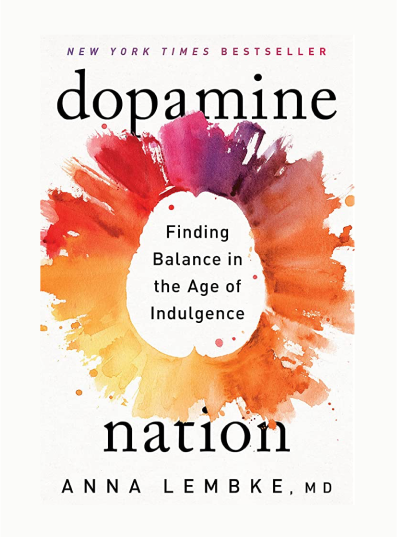 NEW YORK TIMES BESTSELLER
dopamine
Finding
Balance in
the Age of
Indulgence
nation
ANNA LEMBKE, MD